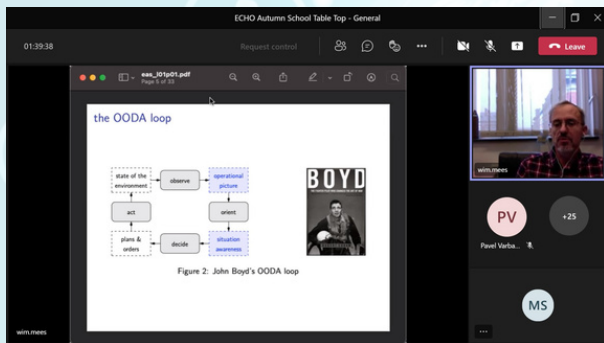 ECHO Autumn School Table Top - General
01:39:38
Request control
Leave
eas_l01p01.pdf
Page 5 of 33
the OODA loop
state of the
environment
observe
operational
picture
act
orient
plans &
orders
decide
situation
awareness
BOYD
Figure 2: John Boyd's OODA loop
wim.mees
wim.mees
PV
+25
Pavel Varba...
MS